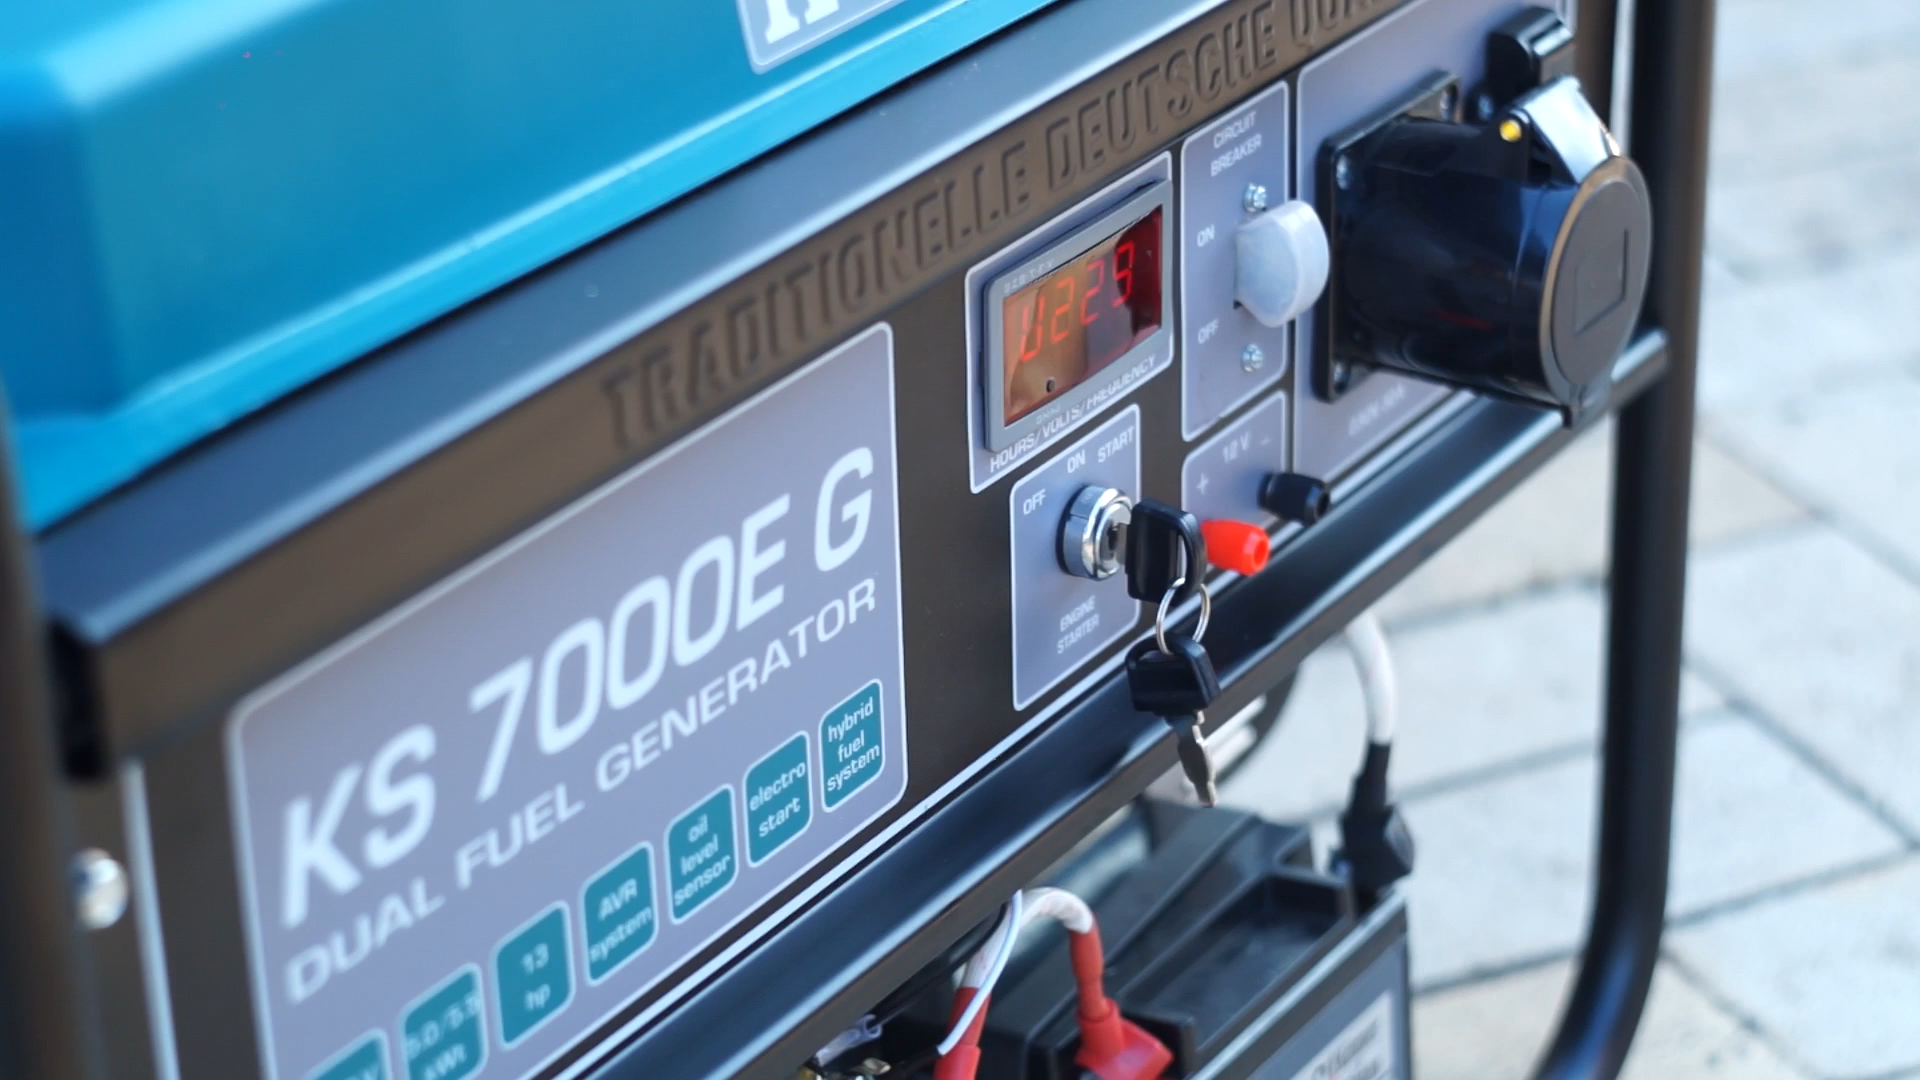 TRADITIONELLE DEUTSCHE
CIRCUIT
BREAKER
ON
OFF
U229
HOURS/VOLTS/FREQUENCY
OFF ON START
ENGINE
STARTER
12 V
+ -
KS 7000E G
DUAL FUEL GENERATOR
13
hp
AVR
system
oil
level
sensor
electro
start
hybrid
fuel
system
kWt